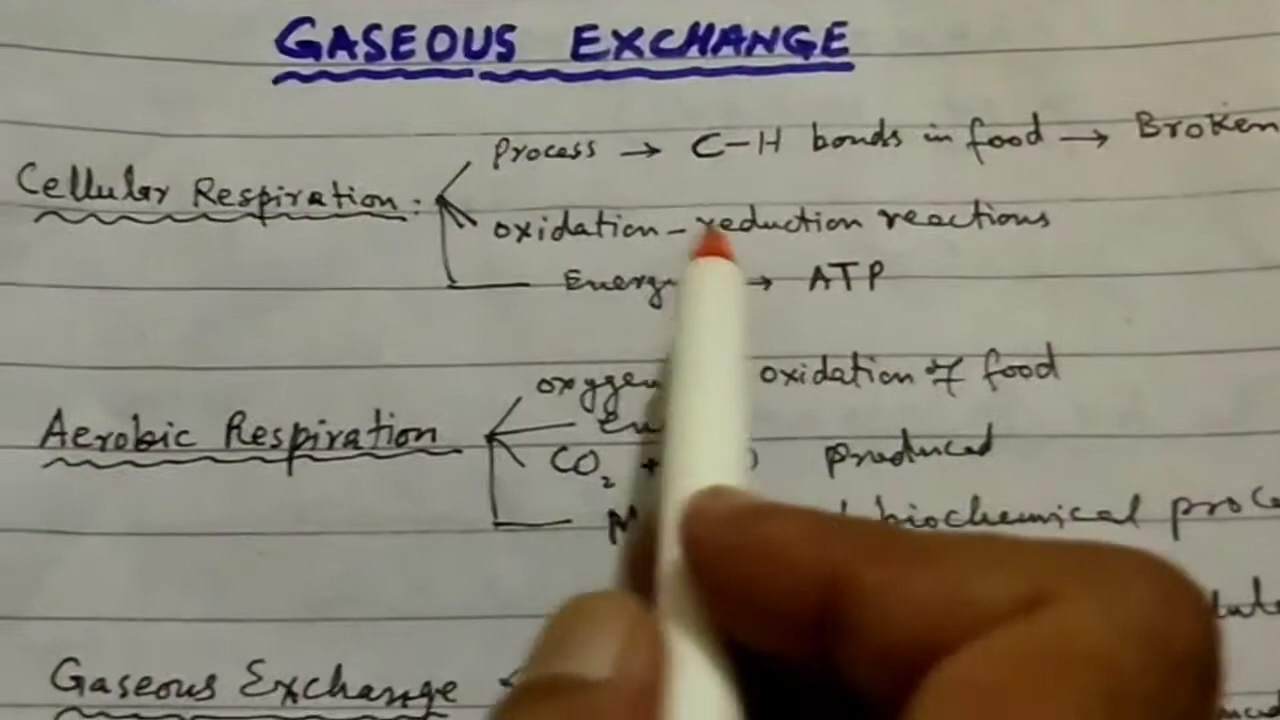 GASEOUS EXCHANGE
Process → C-H bonds in food → Broken
Cellular Respiration :
oxidation-reduction reactions
→ ATP
oxidation of food
Aerobic Respiration
CO₂ + produced
biochemical
Gaseous Exchange